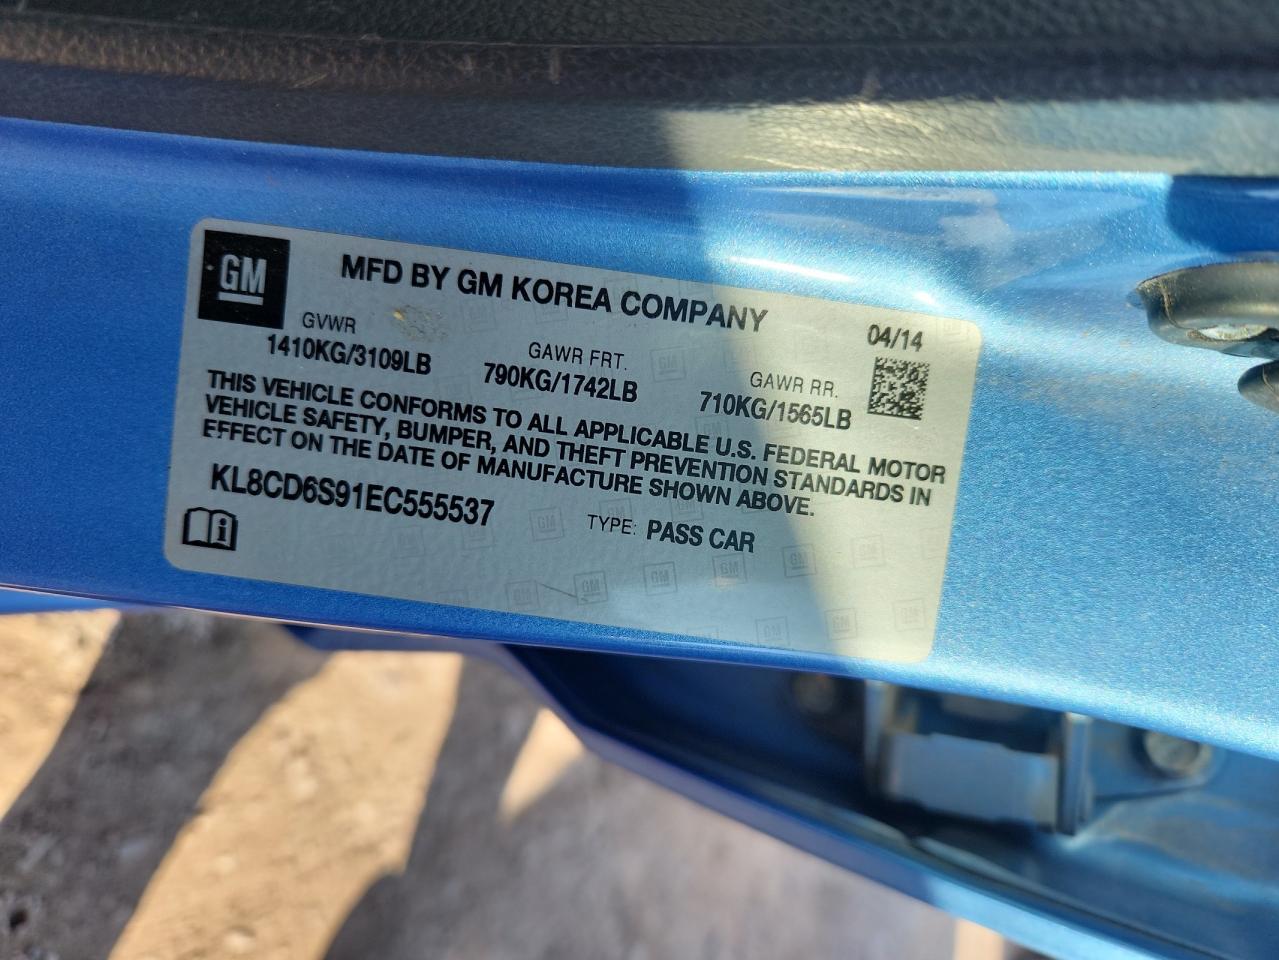 GM
MFD BY GM KOREA COMPANY
04/14
GVWR
1410KG/3109LB
GAWR FRT.
790KG/1742LB
GAWR RR.
710KG/1565LB
THIS VEHICLE CONFORMS TO ALL APPLICABLE U.S. FEDERAL MOTOR
VEHICLE SAFETY, BUMPER, AND THEFT PREVENTION STANDARDS IN
EFFECT ON THE DATE OF MANUFACTURE SHOWN ABOVE.
KL8CD6S91EC555537
TYPE: PASS CAR